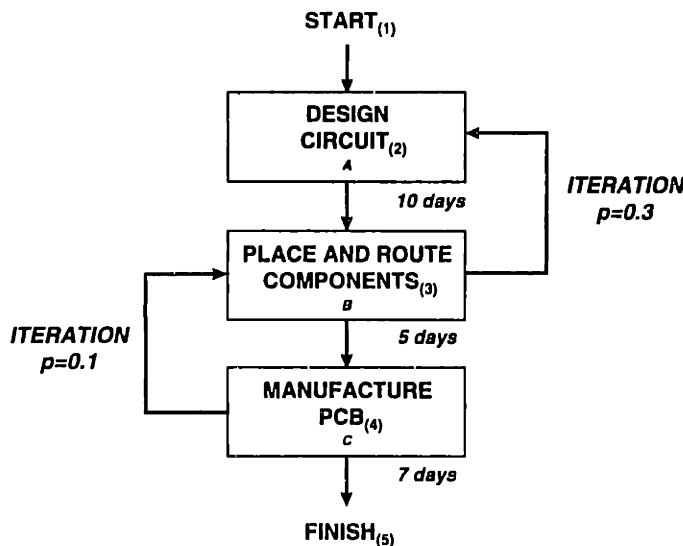 START(1)
DESIGN
CIRCUIT(2)
A
10 days
ITERATION
p=0.3
PLACE AND ROUTE
COMPONENTS(3)
B
5 days
ITERATION
p=0.1
MANUFACTURE
PCB(4)
C
7 days
FINISH(5)